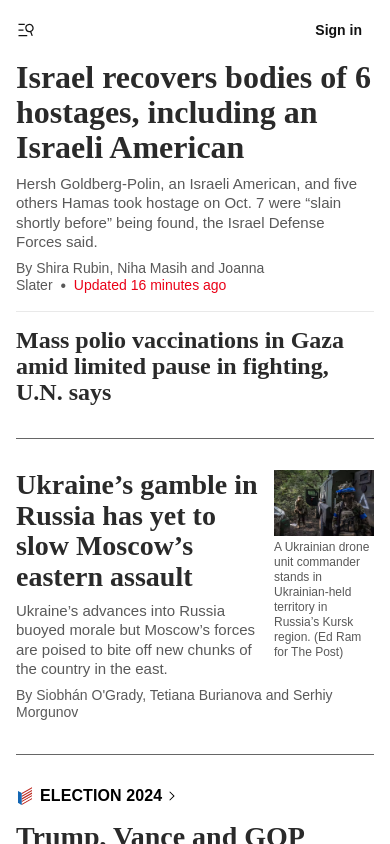 Sign in
Israel recovers bodies of 6
hostages, including an
Israeli American
Hersh Goldberg-Polin, an Israeli American, and five
others Hamas took hostage on Oct. 7 were “slain
shortly before” being found, the Israel Defense
Forces said.
By Shira Rubin, Niha Masih and Joanna
Slater • Updated 16 minutes ago
Mass polio vaccinations in Gaza
amid limited pause in fighting,
U.N. says
Ukraine’s gamble in
Russia has yet to
slow Moscow’s
eastern assault
Ukraine’s advances into Russia
buoyed morale but Moscow’s forces
are poised to bite off new chunks of
the country in the east.
By Siobhán O'Grady, Tetiana Burianova and Serhiy
Morgunov
A Ukrainian drone
unit commander
stands in
Ukrainian-held
territory in
Russia’s Kursk
region. (Ed Ram
for The Post)
ELECTION 2024
Trump, Vance and GOP